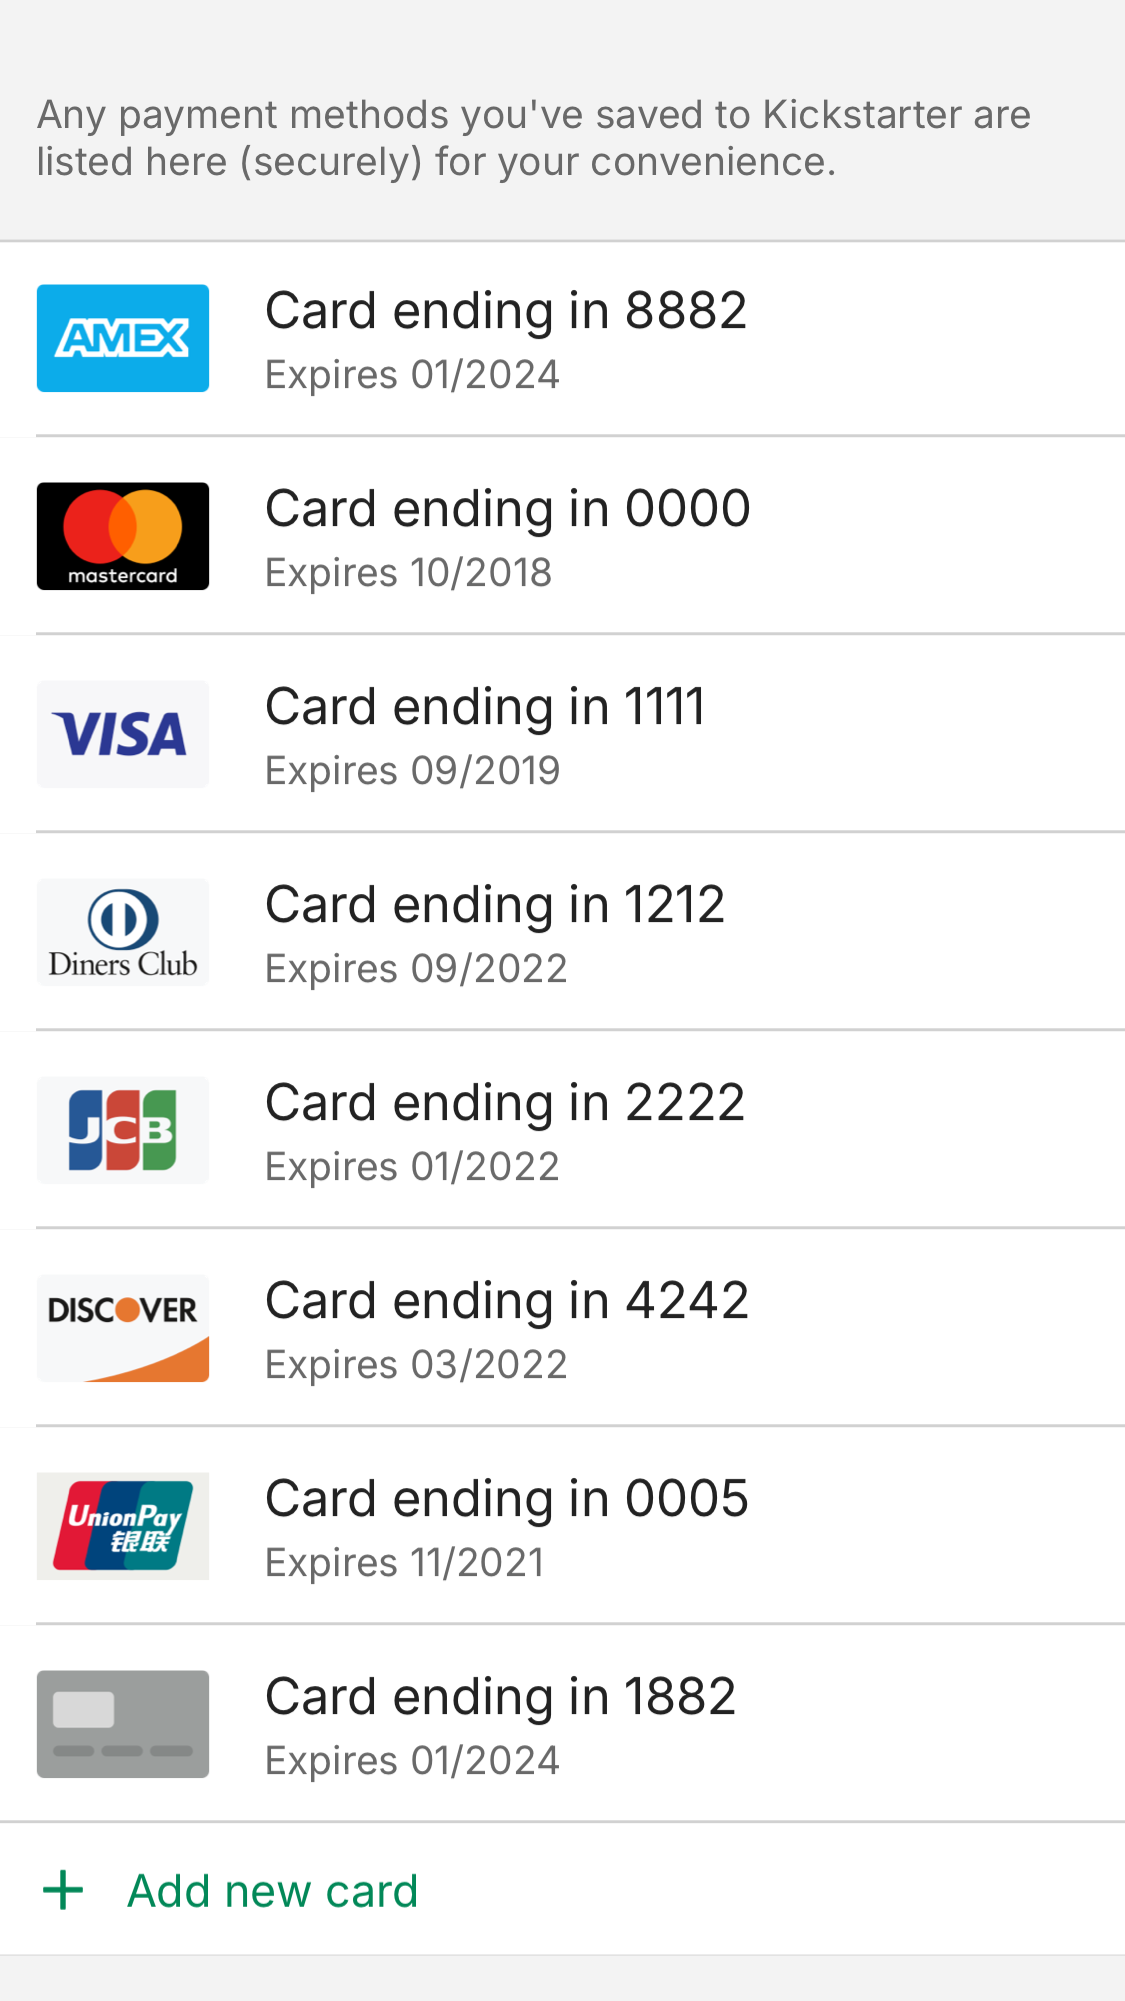 Any payment methods you've saved to Kickstarter are
listed here (securely) for your convenience.
AMEX
Card ending in 8882
Expires 01/2024
mastercard
Card ending in 0000
Expires 10/2018
VISA
Card ending in 1111
Expires 09/2019
Diners Club
Card ending in 1212
Expires 09/2022
JCB
Card ending in 2222
Expires 01/2022
DISCOVER
Card ending in 4242
Expires 03/2022
UnionPay
银联
Card ending in 0005
Expires 11/2021
Card ending in 1882
Expires 01/2024
+ Add new card